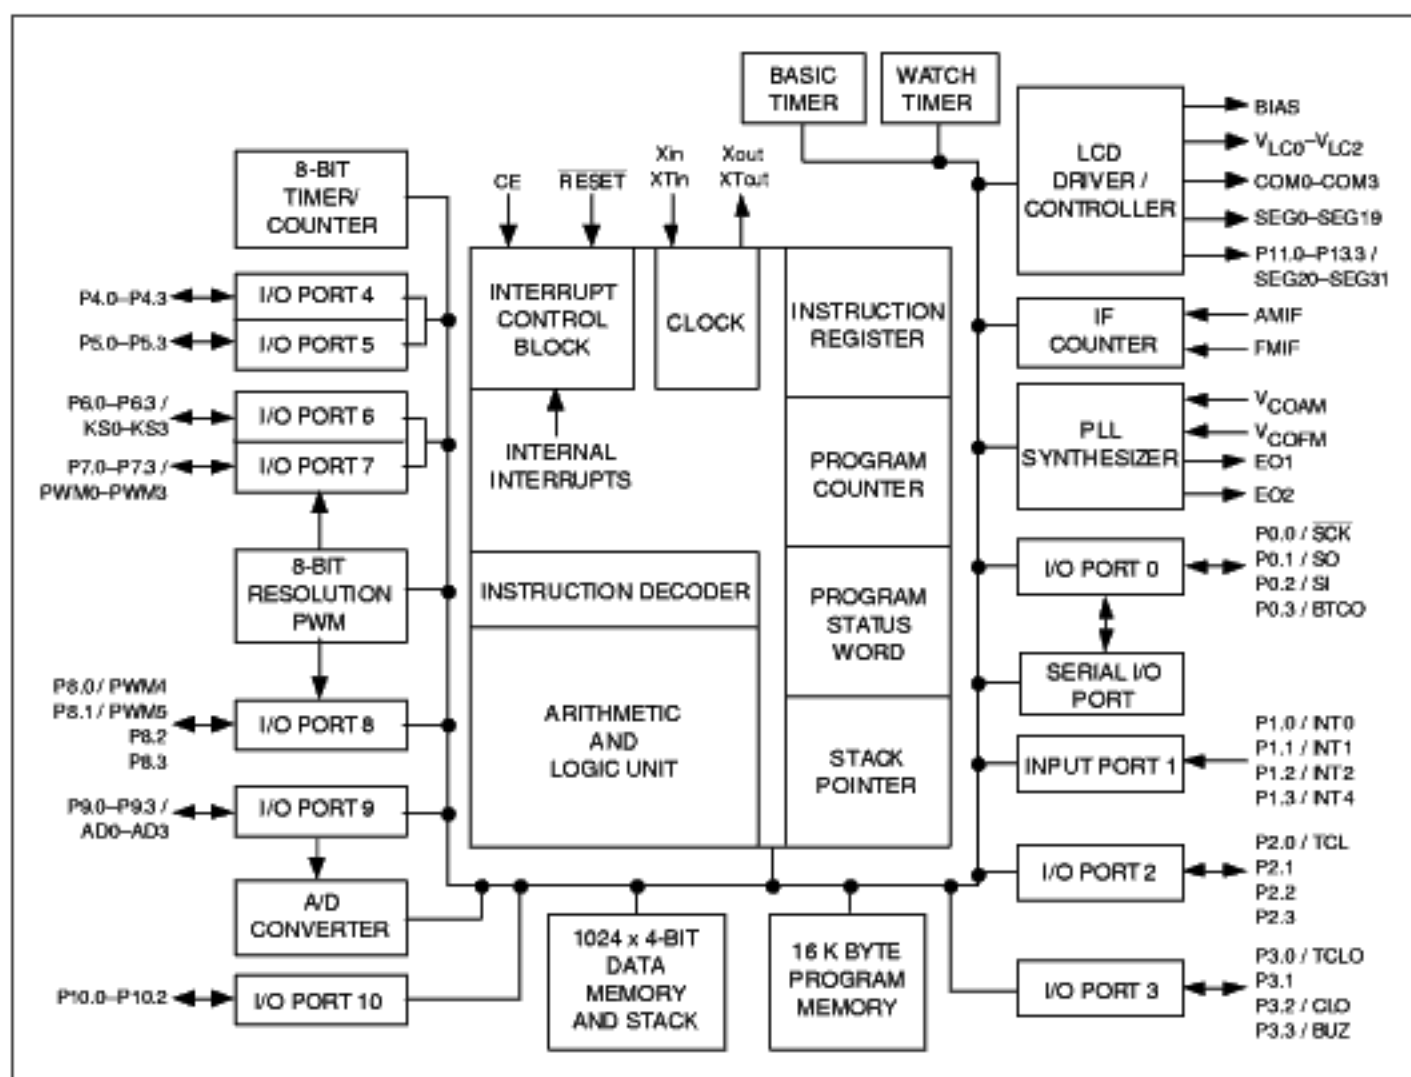 BASIC
TIMER
WATCH
TIMER
8-BIT
TIMER/
COUNTER
CE
RESET
Xin
XTin
Xout
XTout
LCD
DRIVER /
CONTROLLER
BIAS
VLC0–VLC2
COM0–COM3
SEG0–SEG19
P11.0–P13.3 /
SEG20–SEG31
P4.0–P4.3
I/O PORT 4
P5.0–P5.3
I/O PORT 5
INTERRUPT
CONTROL
BLOCK
CLOCK
INSTRUCTION
REGISTER
IF
COUNTER
AMIF
FMIF
P6.0–P6.3 /
KS0–KS3
I/O PORT 6
P7.0–P7.3 /
PWM0–PWM3
I/O PORT 7
INTERNAL
INTERRUPTS
PROGRAM
COUNTER
PLL
SYNTHESIZER
VCOAM
VCOFM
EO1
EO2
8-BIT
RESOLUTION
PWM
INSTRUCTION DECODER
PROGRAM
STATUS
WORD
I/O PORT 0
P0.0 / SCK
P0.1 / SO
P0.2 / SI
P0.3 / BTCO
SERIAL I/O
PORT
P8.0 / PWM4
P8.1 / PWM5
P8.2
P8.3
I/O PORT 8
ARITHMETIC
AND
LOGIC UNIT
STACK
POINTER
INPUT PORT 1
P1.0 / INT0
P1.1 / INT1
P1.2 / INT2
P1.3 / INT4
P9.0–P9.3 /
AD0–AD3
I/O PORT 9
A/D
CONVERTER
I/O PORT 2
P2.0 / TCL
P2.1
P2.2
P2.3
P10.0–P10.2
I/O PORT 10
1024 x 4-BIT
DATA
MEMORY
AND STACK
16 K BYTE
PROGRAM
MEMORY
I/O PORT 3
P3.0 / TCLO
P3.1
P3.2 / CLO
P3.3 / BUZ